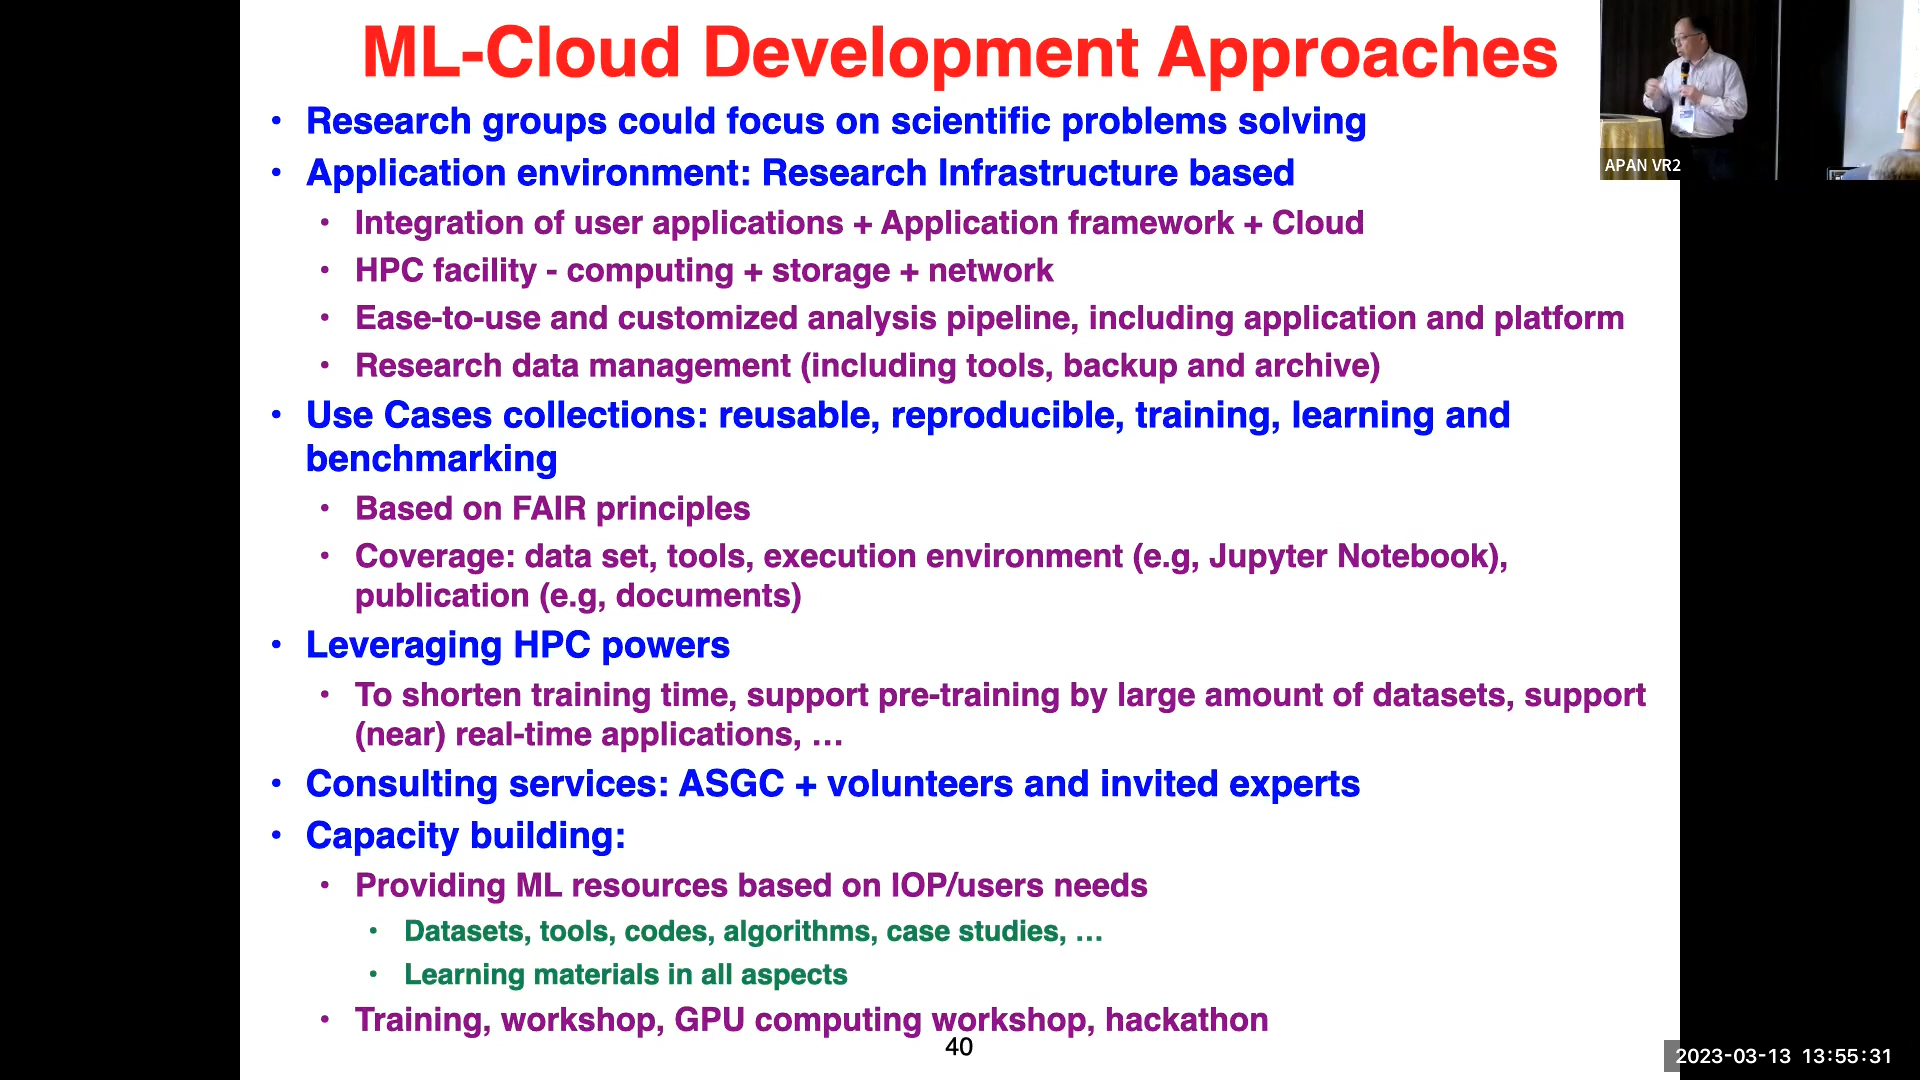 ML-Cloud Development Approaches
• Research groups could focus on scientific problems solving
• Application environment: Research Infrastructure based
• Integration of user applications + Application framework + Cloud
• HPC facility - computing + storage + network
• Ease-to-use and customized analysis pipeline, including application and platform
• Research data management (including tools, backup and archive)
• Use Cases collections: reusable, reproducible, training, learning and
benchmarking
• Based on FAIR principles
• Coverage: data set, tools, execution environment (e.g, Jupyter Notebook),
publication (e.g, documents)
• Leveraging HPC powers
• To shorten training time, support pre-training by large amount of datasets, support
(near) real-time applications, …
• Consulting services: ASGC + volunteers and invited experts
• Capacity building:
• Providing ML resources based on IOP/users needs
• Datasets, tools, codes, algorithms, case studies, …
• Learning materials in all aspects
• Training, workshop, GPU computing workshop, hackathon
40
APAN VR2
2023-03-13 13:55:31